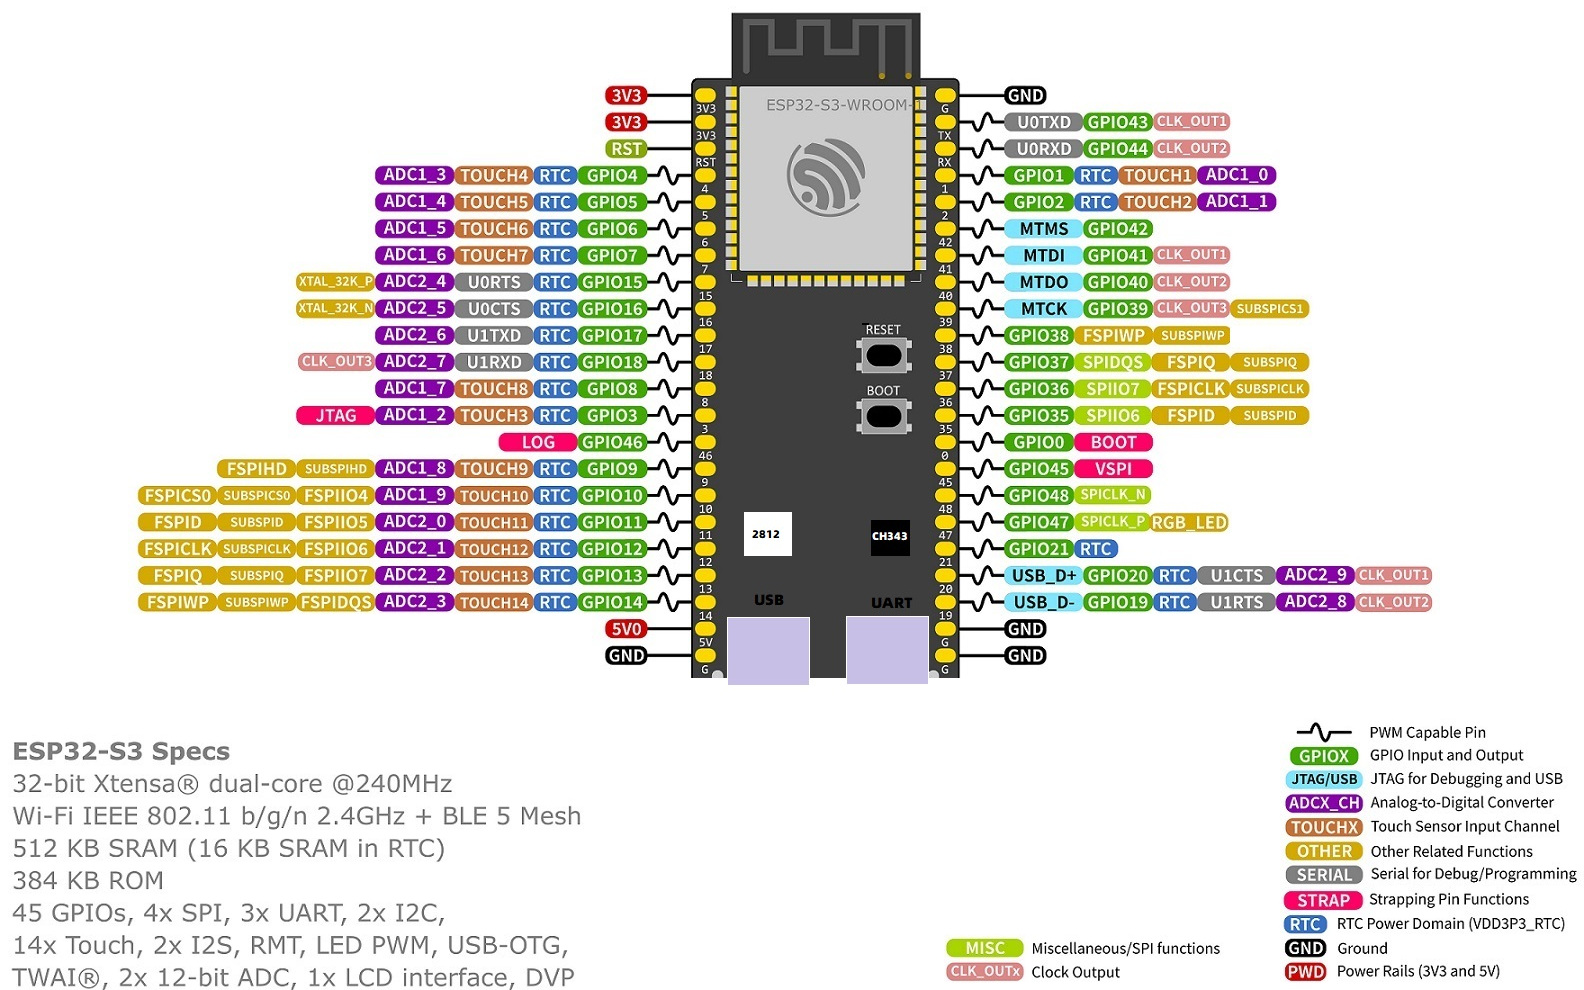 ESP32-S3-WROOM-1
3V3 3V3 G GND
3V3 3V3 TX U0TXD GPIO43 CLK_OUT1
RST RST RX U0RXD GPIO44 CLK_OUT2
ADC1_3 TOUCH4 RTC GPIO4 4 1 GPIO1 RTC TOUCH1 ADC1_0
ADC1_4 TOUCH5 RTC GPIO5 5 2 GPIO2 RTC TOUCH2 ADC1_1
ADC1_5 TOUCH6 RTC GPIO6 6 42 MTMS GPIO42
ADC1_6 TOUCH7 RTC GPIO7 7 41 MTDI GPIO41 CLK_OUT1
XTAL_32K_P ADC2_4 U0RTS RTC GPIO15 15 40 MTDO GPIO40 CLK_OUT2
XTAL_32K_N ADC2_5 U0CTS RTC GPIO16 16 39 MTCK GPIO39 CLK_OUT3 SUBSPICS1
ADC2_6 U1TXD RTC GPIO17 17 38 GPIO38 FSPIWP SUBSPIWP
RESET
CLK_OUT3 ADC2_7 U1RXD RTC GPIO18 18 37 GPIO37 SPIDQS FSPIQ SUBSPIQ
ADC1_7 TOUCH8 RTC GPIO8 8 36 GPIO36 SPIIO7 FSPICLK SUBSPICLK
BOOT
JTAG ADC1_2 TOUCH3 RTC GPIO3 3 35 GPIO35 SPIIO6 FSPID SUBSPID
LOG GPIO46 46 0 GPIO0 BOOT
FSPIHD SUBSPIHD ADC1_8 TOUCH9 RTC GPIO9 9 45 GPIO45 VSPI
FSPICS0 SUBSPICS0 FSPIIO4 ADC1_9 TOUCH10 RTC GPIO10 10 48 GPIO48 SPICLK_N
FSPID SUBSPID FSPIIO5 ADC2_0 TOUCH11 RTC GPIO11 11 47 GPIO47 SPICLK_P RGB_LED
2812 CH343
FSPICLK SUBSPICLK FSPIIO6 ADC2_1 TOUCH12 RTC GPIO12 12 21 GPIO21 RTC
FSPIQ SUBSPIQ FSPIIO7 ADC2_2 TOUCH13 RTC GPIO13 13 20 USB_D+ GPIO20 RTC U1CTS ADC2_9 CLK_OUT1
FSPIWP SUBSPIWP FSPIDQS ADC2_3 TOUCH14 RTC GPIO14 14 19 USB_D- GPIO19 RTC U1RTS ADC2_8 CLK_OUT2
USB UART
5V0 5V G GND
GND G G GND
ESP32-S3 Specs
32-bit Xtensa® dual-core @240MHz
Wi-Fi IEEE 802.11 b/g/n 2.4GHz + BLE 5 Mesh
512 KB SRAM (16 KB SRAM in RTC)
384 KB ROM
45 GPIOs, 4x SPI, 3x UART, 2x I2C,
14x Touch, 2x I2S, RMT, LED PWM, USB-OTG,
TWAI®, 2x 12-bit ADC, 1x LCD interface, DVP
MISC Miscellaneous/SPI functions
CLK_OUTx Clock Output
PWM Capable Pin
GPIOX GPIO Input and Output
JTAG/USB JTAG for Debugging and USB
ADCX_CH Analog-to-Digital Converter
TOUCHX Touch Sensor Input Channel
OTHER Other Related Functions
SERIAL Serial for Debug/Programming
STRAP Strapping Pin Functions
RTC RTC Power Domain (VDD3P3_RTC)
GND Ground
PWD Power Rails (3V3 and 5V)